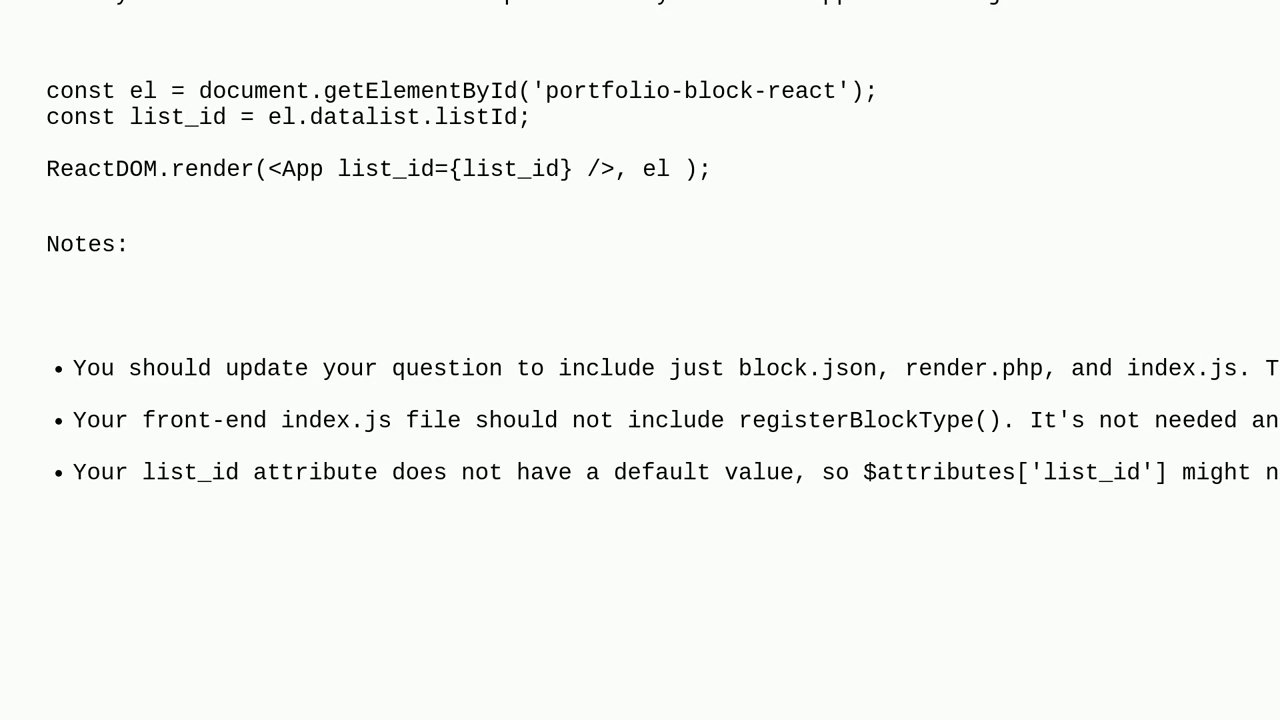 const el = document.getElementById('portfolio-block-react');
const list_id = el.datalist.listId;
ReactDOM.render(<App list_id={list_id} />, el );
Notes:
• You should update your question to include just block.json, render.php, and index.js. T
• Your front-end index.js file should not include registerBlockType(). It's not needed an
• Your list_id attribute does not have a default value, so $attributes['list_id'] might n